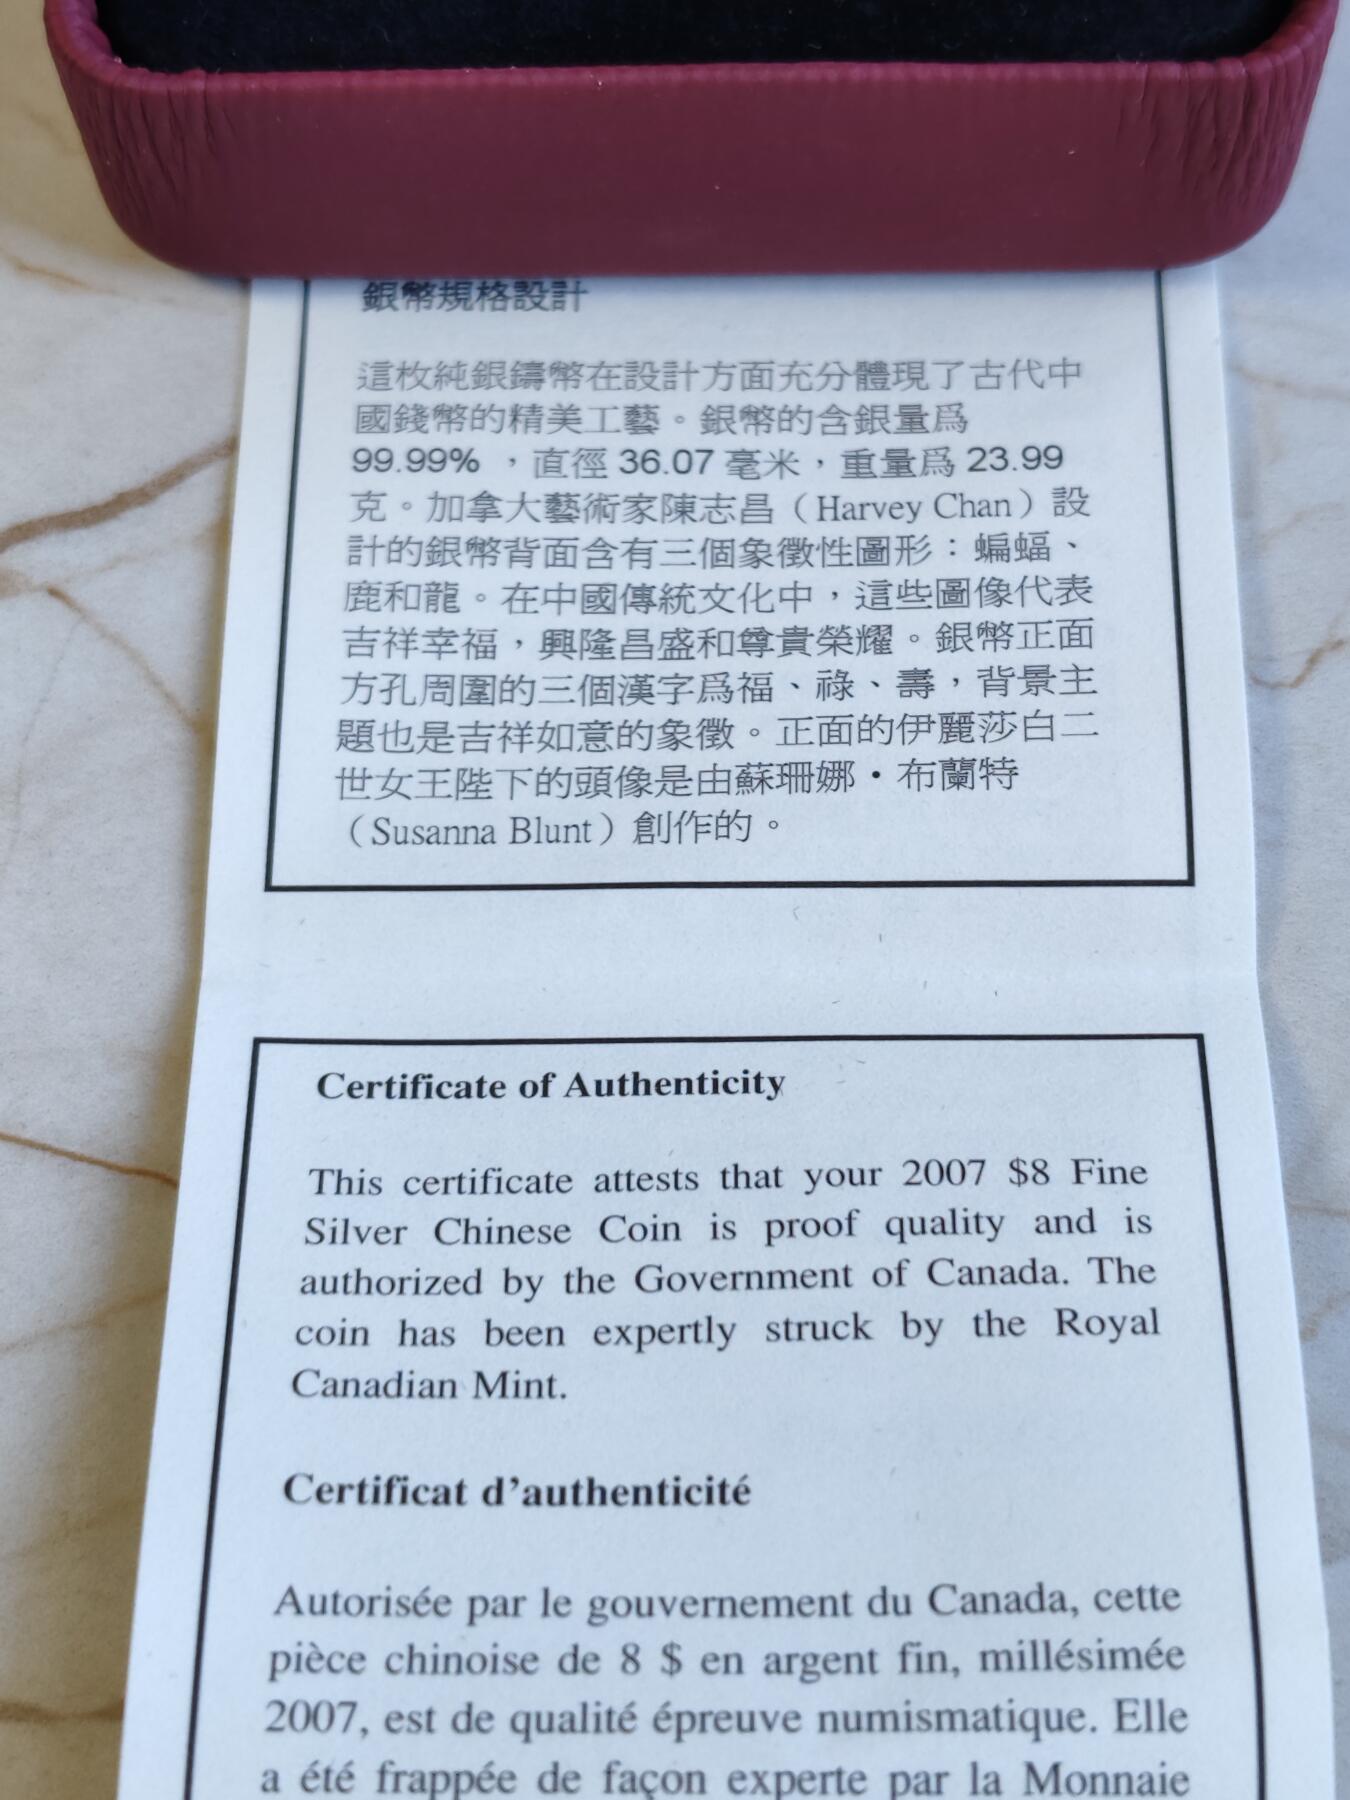 銀幣規格設計
這枚純銀鑄幣在設計方面充分體現了古代中
國錢幣的精美工藝。銀幣的含銀量爲
99.99% ，直徑 36.07 毫米，重量爲 23.99
克。加拿大藝術家陳志昌（Harvey Chan）設
計的銀幣背面含有三個象徵性圖形：蝙蝠、
鹿和龍。在中國傳統文化中，這些圖像代表
吉祥幸福，興隆昌盛和尊貴榮耀。銀幣正面
方孔周圍的三個漢字爲福、祿、壽，背景主
題也是吉祥如意的象徵。正面的伊麗莎白二
世女王陛下的頭像是由蘇珊娜・布蘭特
（Susanna Blunt）創作的。
Certificate of Authenticity
This certificate attests that your 2007 $8 Fine
Silver Chinese Coin is proof quality and is
authorized by the Government of Canada. The
coin has been expertly struck by the Royal
Canadian Mint.
Certificat d’authenticité
Autorisée par le gouvernement du Canada, cette
pièce chinoise de 8 $ en argent fin, millésimée
2007, est de qualité épreuve numismatique. Elle
a été frappée de façon experte par la Monnaie